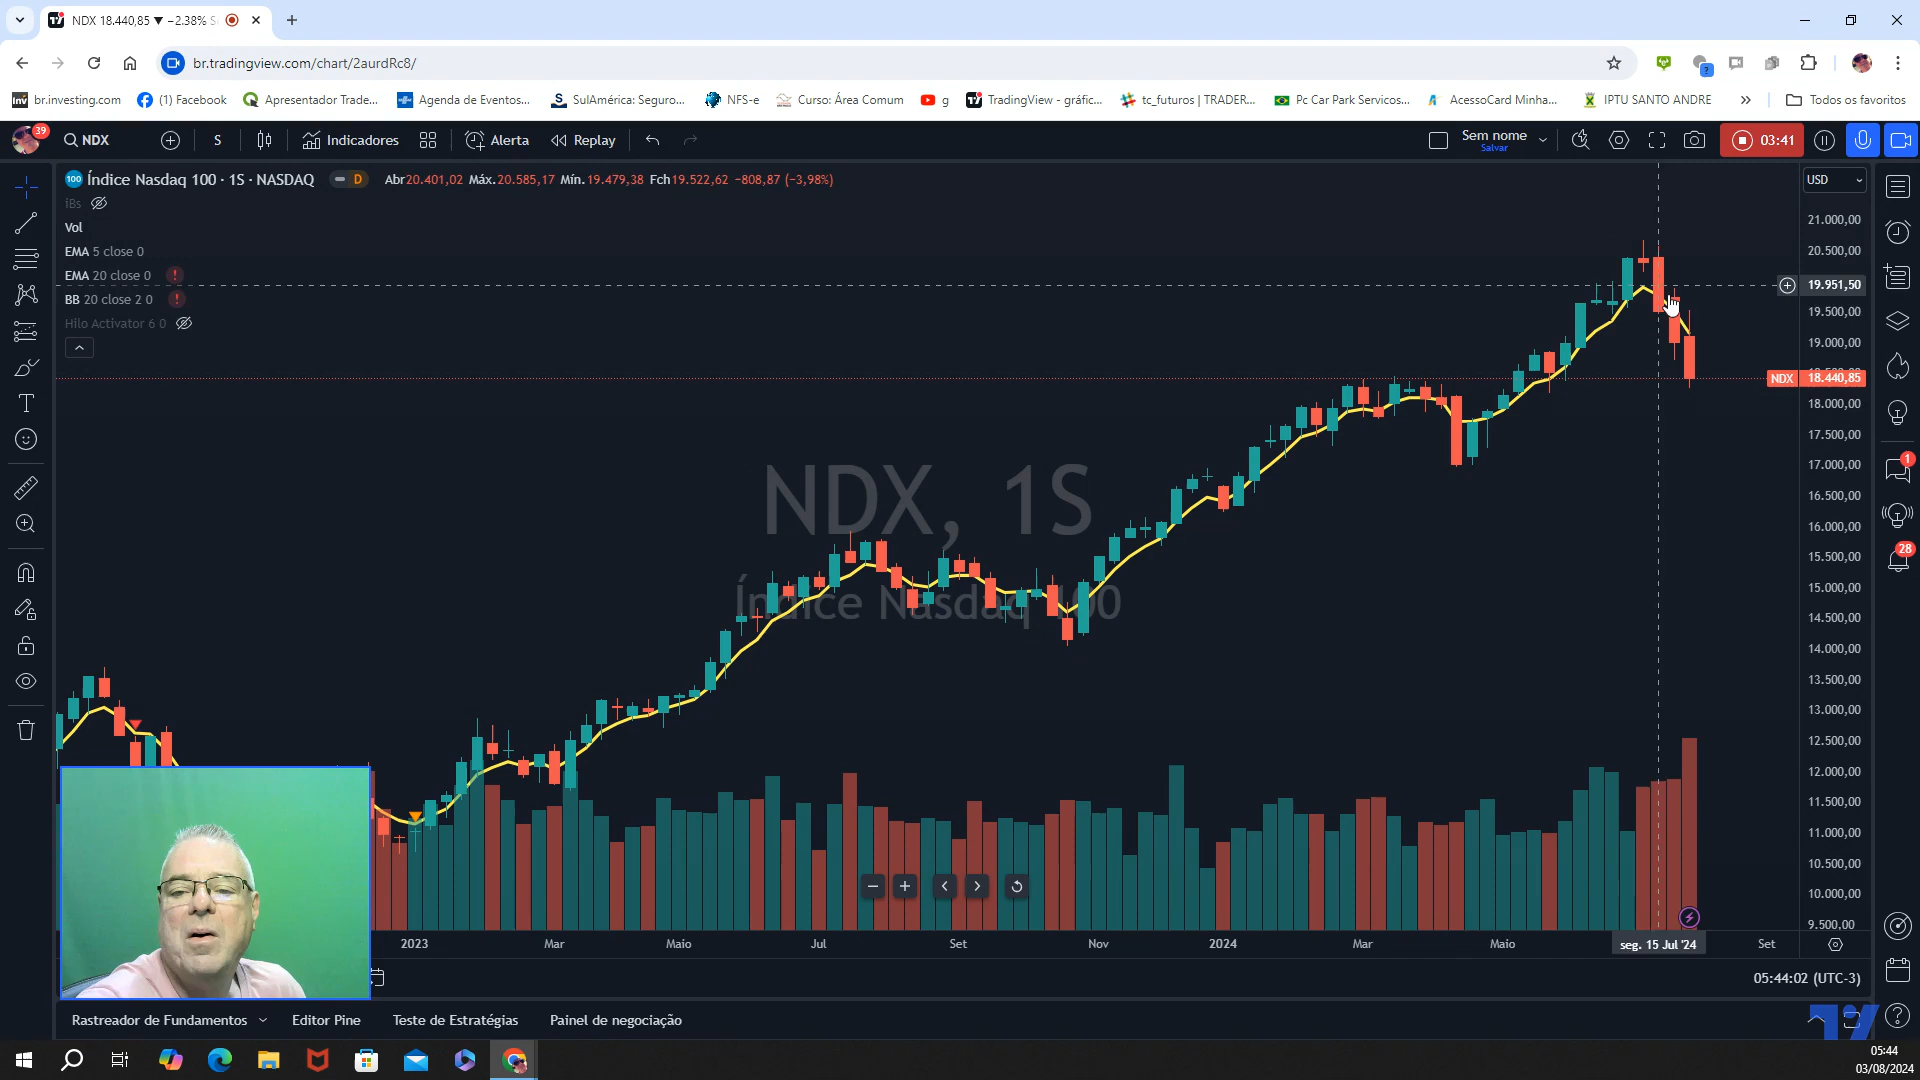 NDX 18.440,85 ▼ −2.38% S
br.tradingview.com/chart/2aurdRc8/
br.investing.com
(1) Facebook
Apresentador Trade...
Agenda de Eventos...
SulAmérica: Seguro...
NFS-e
Curso: Área Comum
g
TradingView - gráfic...
tc_futuros | TRADER...
Pc Car Park Servicos...
AcessoCard Minha...
IPTU SANTO ANDRE
Todos os favoritos
39
NDX
S
Indicadores
Alerta
Replay
Sem nome
Salvar
03:41
100 Índice Nasdaq 100 · 1S · NASDAQ
D
Abr20.401,02 Máx.20.585,17 Mín.19.479,38 Fch19.522,62 −808,87 (−3,98%)
iBs
Vol
EMA 5 close 0
EMA 20 close 0
BB 20 close 2 0
Hilo Activator 6 0
NDX, 1S
Índice Nasdaq 100
USD
21.000,00
20.500,00
19.951,50
19.500,00
19.000,00
NDX 18.440,85
18.000,00
17.500,00
17.000,00
16.500,00
16.000,00
15.500,00
15.000,00
14.500,00
14.000,00
13.500,00
13.000,00
12.500,00
12.000,00
11.500,00
11.000,00
10.500,00
10.000,00
9.500,00
2023
Mar
Maio
Jul
Set
Nov
2024
Mar
Maio
seg. 15 Jul '24
Set
05:44:02 (UTC-3)
1
28
Rastreador de Fundamentos
Editor Pine
Teste de Estratégias
Painel de negociação
05:44
03/08/2024